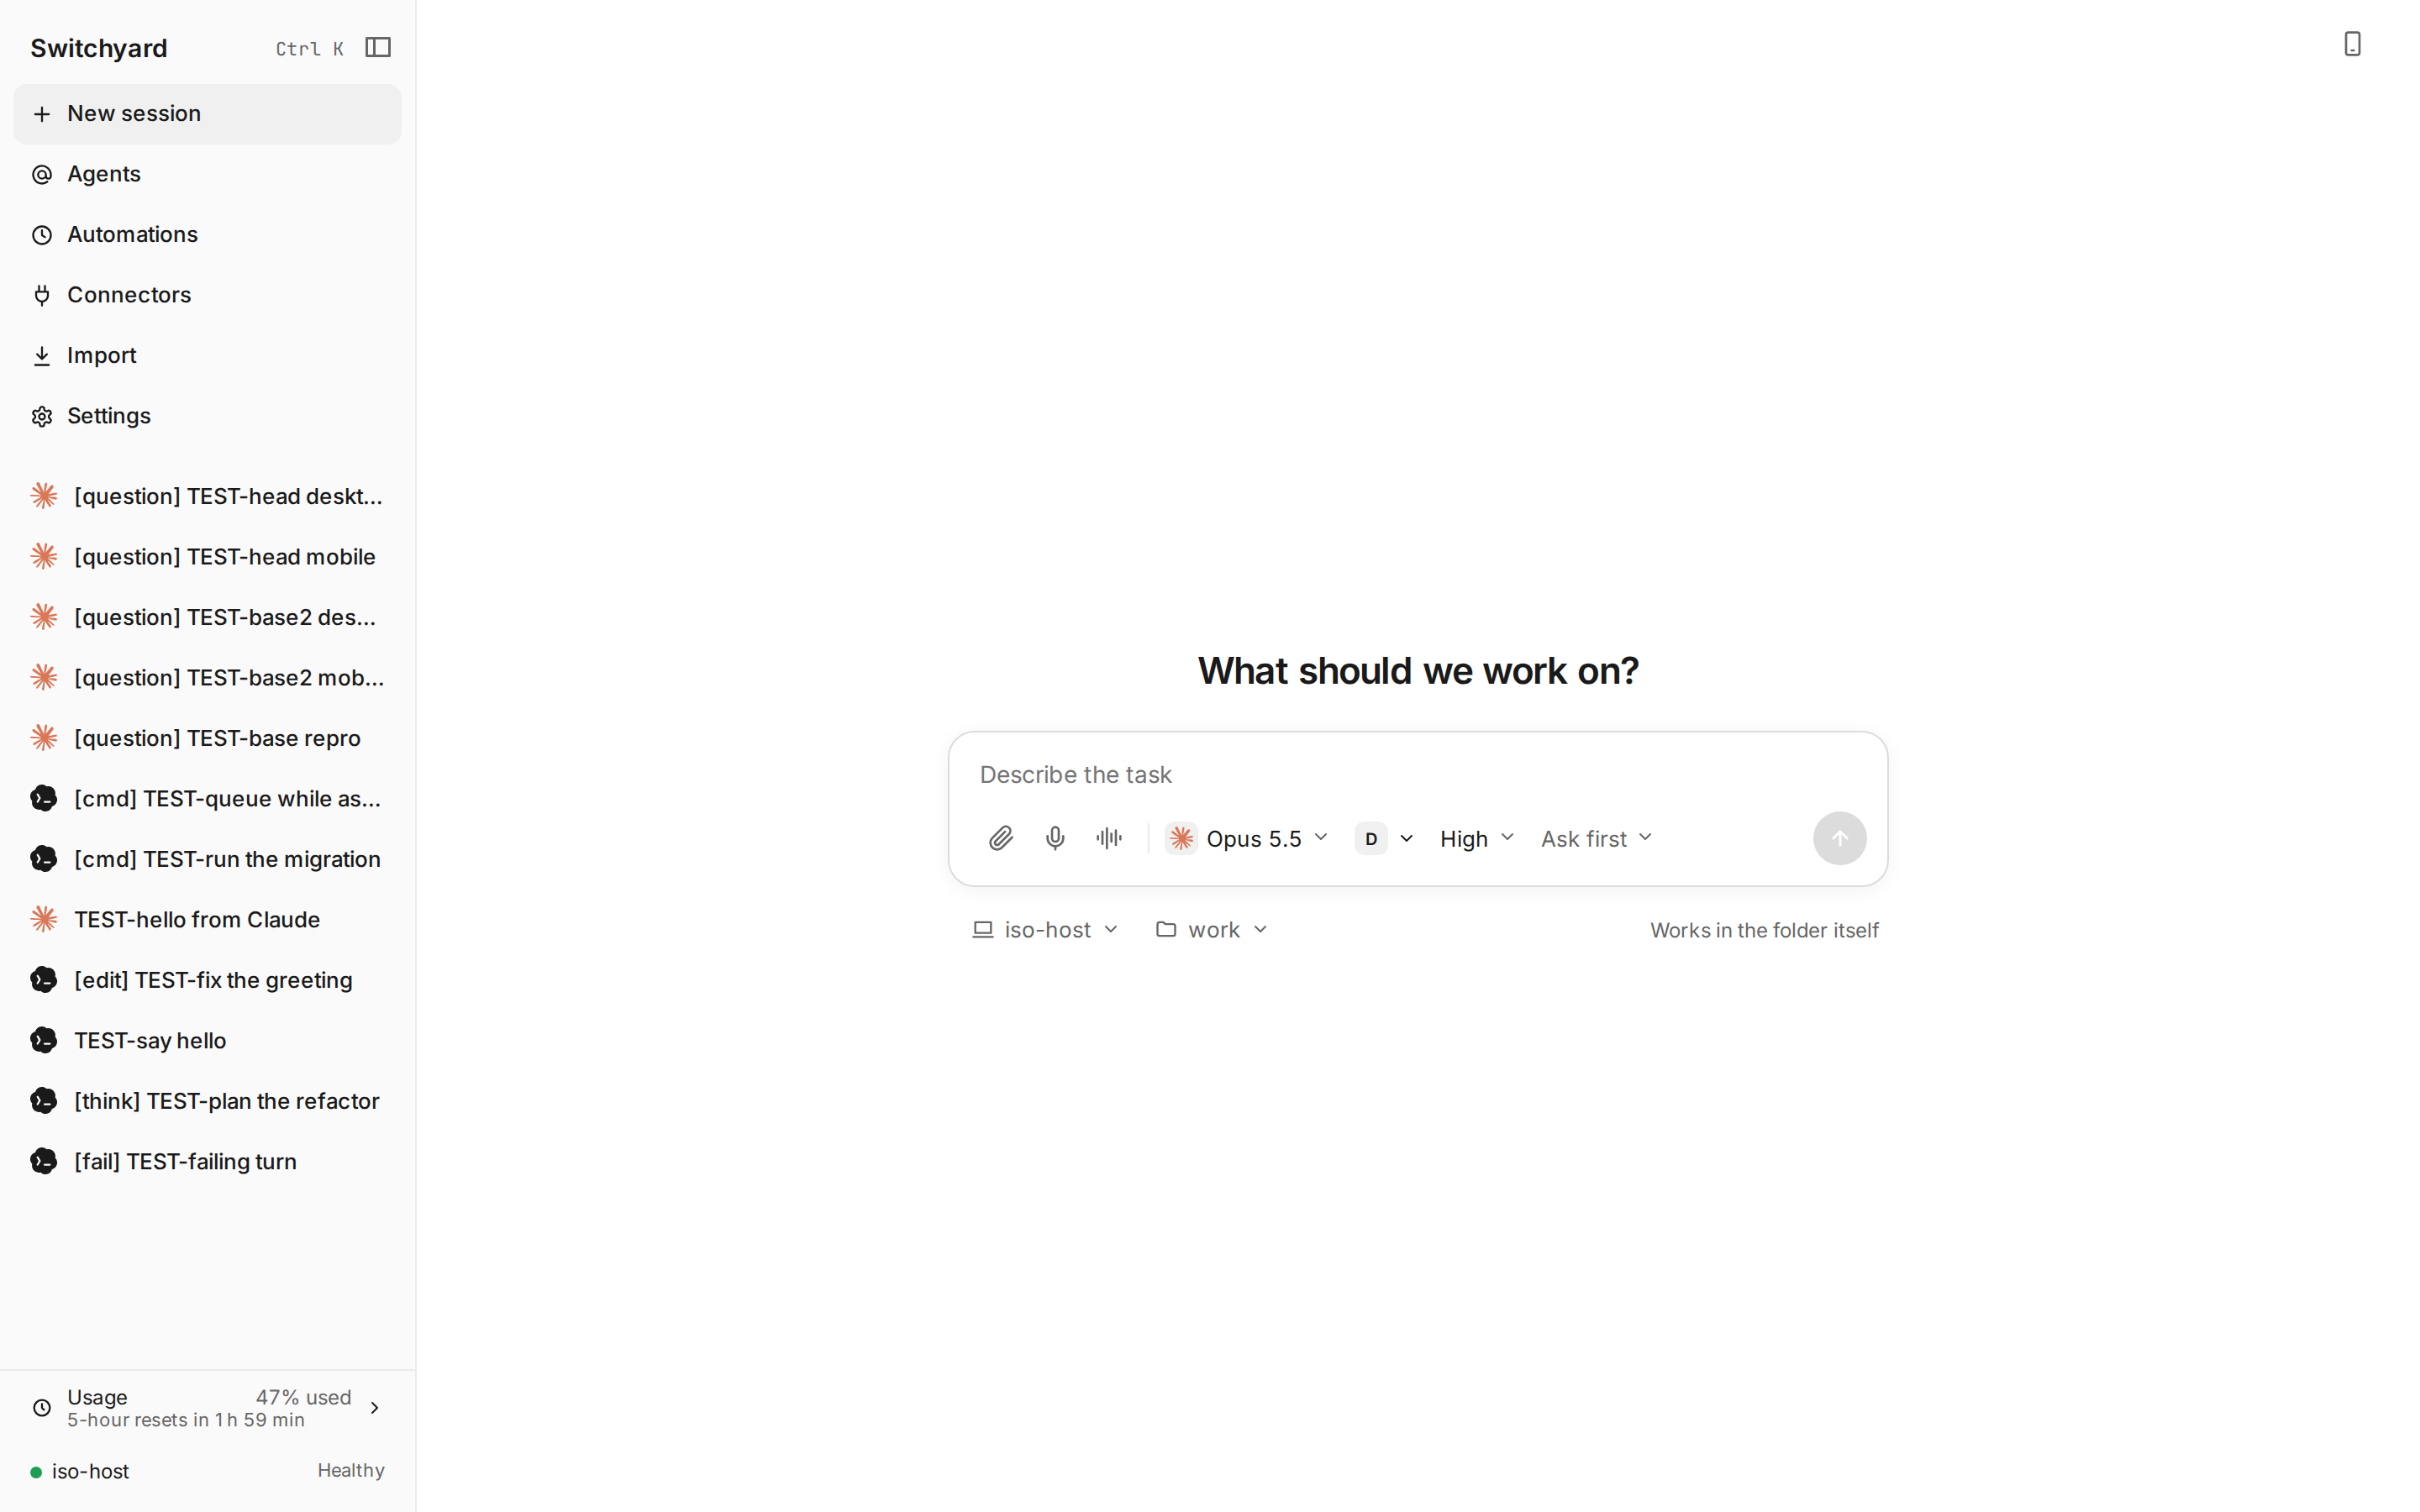 Switchyard
Ctrl K
New session
Agents
Automations
Connectors
Import
Settings
[question] TEST-head deskt...
[question] TEST-head mobile
[question] TEST-base2 des...
[question] TEST-base2 mob...
[question] TEST-base repro
[cmd] TEST-queue while as...
[cmd] TEST-run the migration
TEST-hello from Claude
[edit] TEST-fix the greeting
TEST-say hello
[think] TEST-plan the refactor
[fail] TEST-failing turn
Usage 47% used
5-hour resets in 1 h 59 min
iso-host Healthy
What should we work on?
Describe the task
Opus 5.5 D High Ask first
iso-host work Works in the folder itself